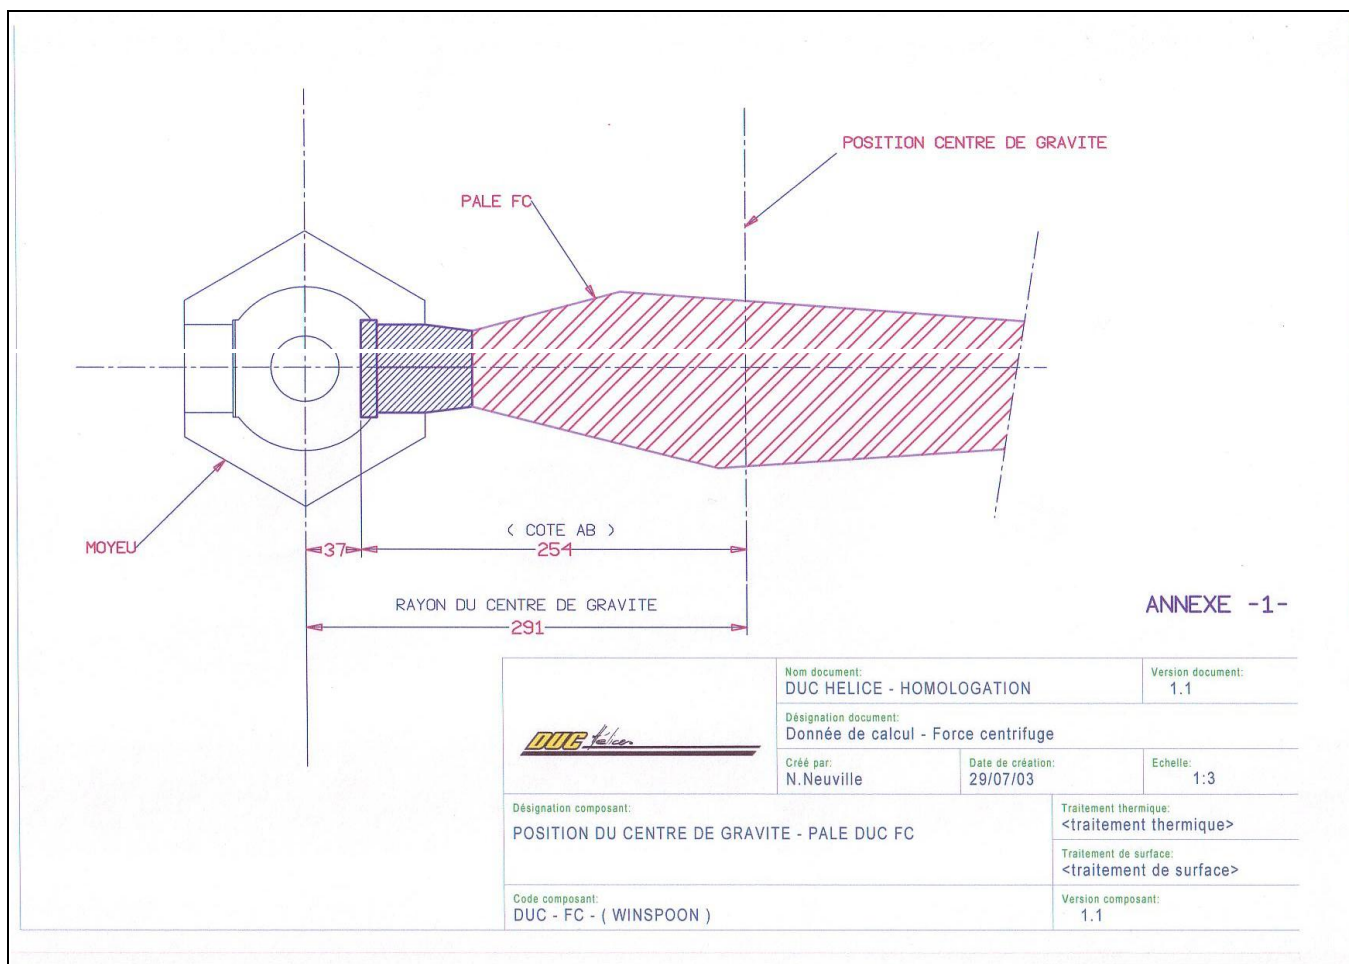 POSITION CENTRE DE GRAVITE
PALE FC
MOYEU
( COTE AB )
37
254
RAYON DU CENTRE DE GRAVITE
291
ANNEXE -1-
DUC Hélices
Nom document:
DUC HELICE - HOMOLOGATION
Version document:
1.1
Désignation document:
Donnée de calcul - Force centrifuge
Créé par:
N.Neuville
Date de création:
29/07/03
Echelle:
1:3
Désignation composant:
POSITION DU CENTRE DE GRAVITE - PALE DUC FC
Traitement thermique:
<traitement thermique>
Traitement de surface:
<traitement de surface>
Code composant:
DUC - FC - ( WINSPOON )
Version composant:
1.1